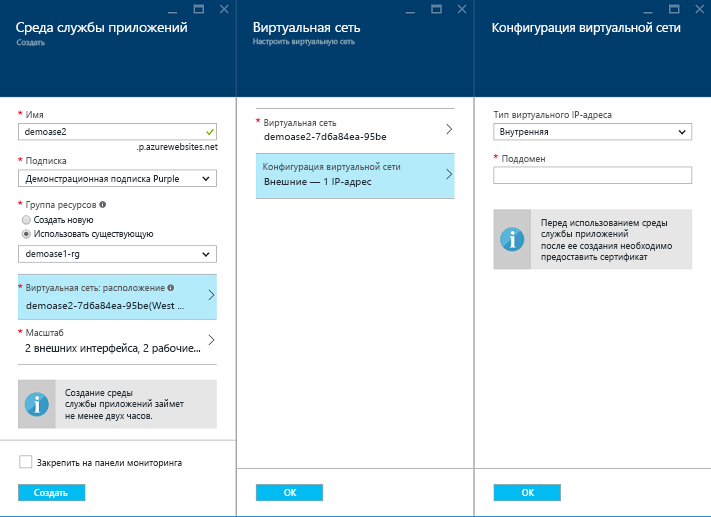 Среда службы приложений
Создать
* Имя
demoase2
.p.azurewebsites.net
* Подписка
Демонстрационная подписка Purple
* Группа ресурсов
Создать новую
Использовать существующую
demoase1-rg
* Виртуальная сеть: расположение
demoase2-7d6a84ea-95be(West ...
* Масштаб
2 внешних интерфейса, 2 рабочие...
Создание среды
службы приложений займет
не менее двух часов.
Закрепить на панели мониторинга
Создать
Виртуальная сеть
Настроить виртуальную сеть
* Виртуальная сеть
demoase2-7d6a84ea-95be
Конфигурация виртуальной сети
Внешние — 1 IP-адрес
OK
Конфигурация виртуальной сети
Тип виртуального IP-адреса
Внутренняя
* Поддомен
Перед использованием среды
службы приложений
после ее создания необходимо
предоставить сертификат
OK